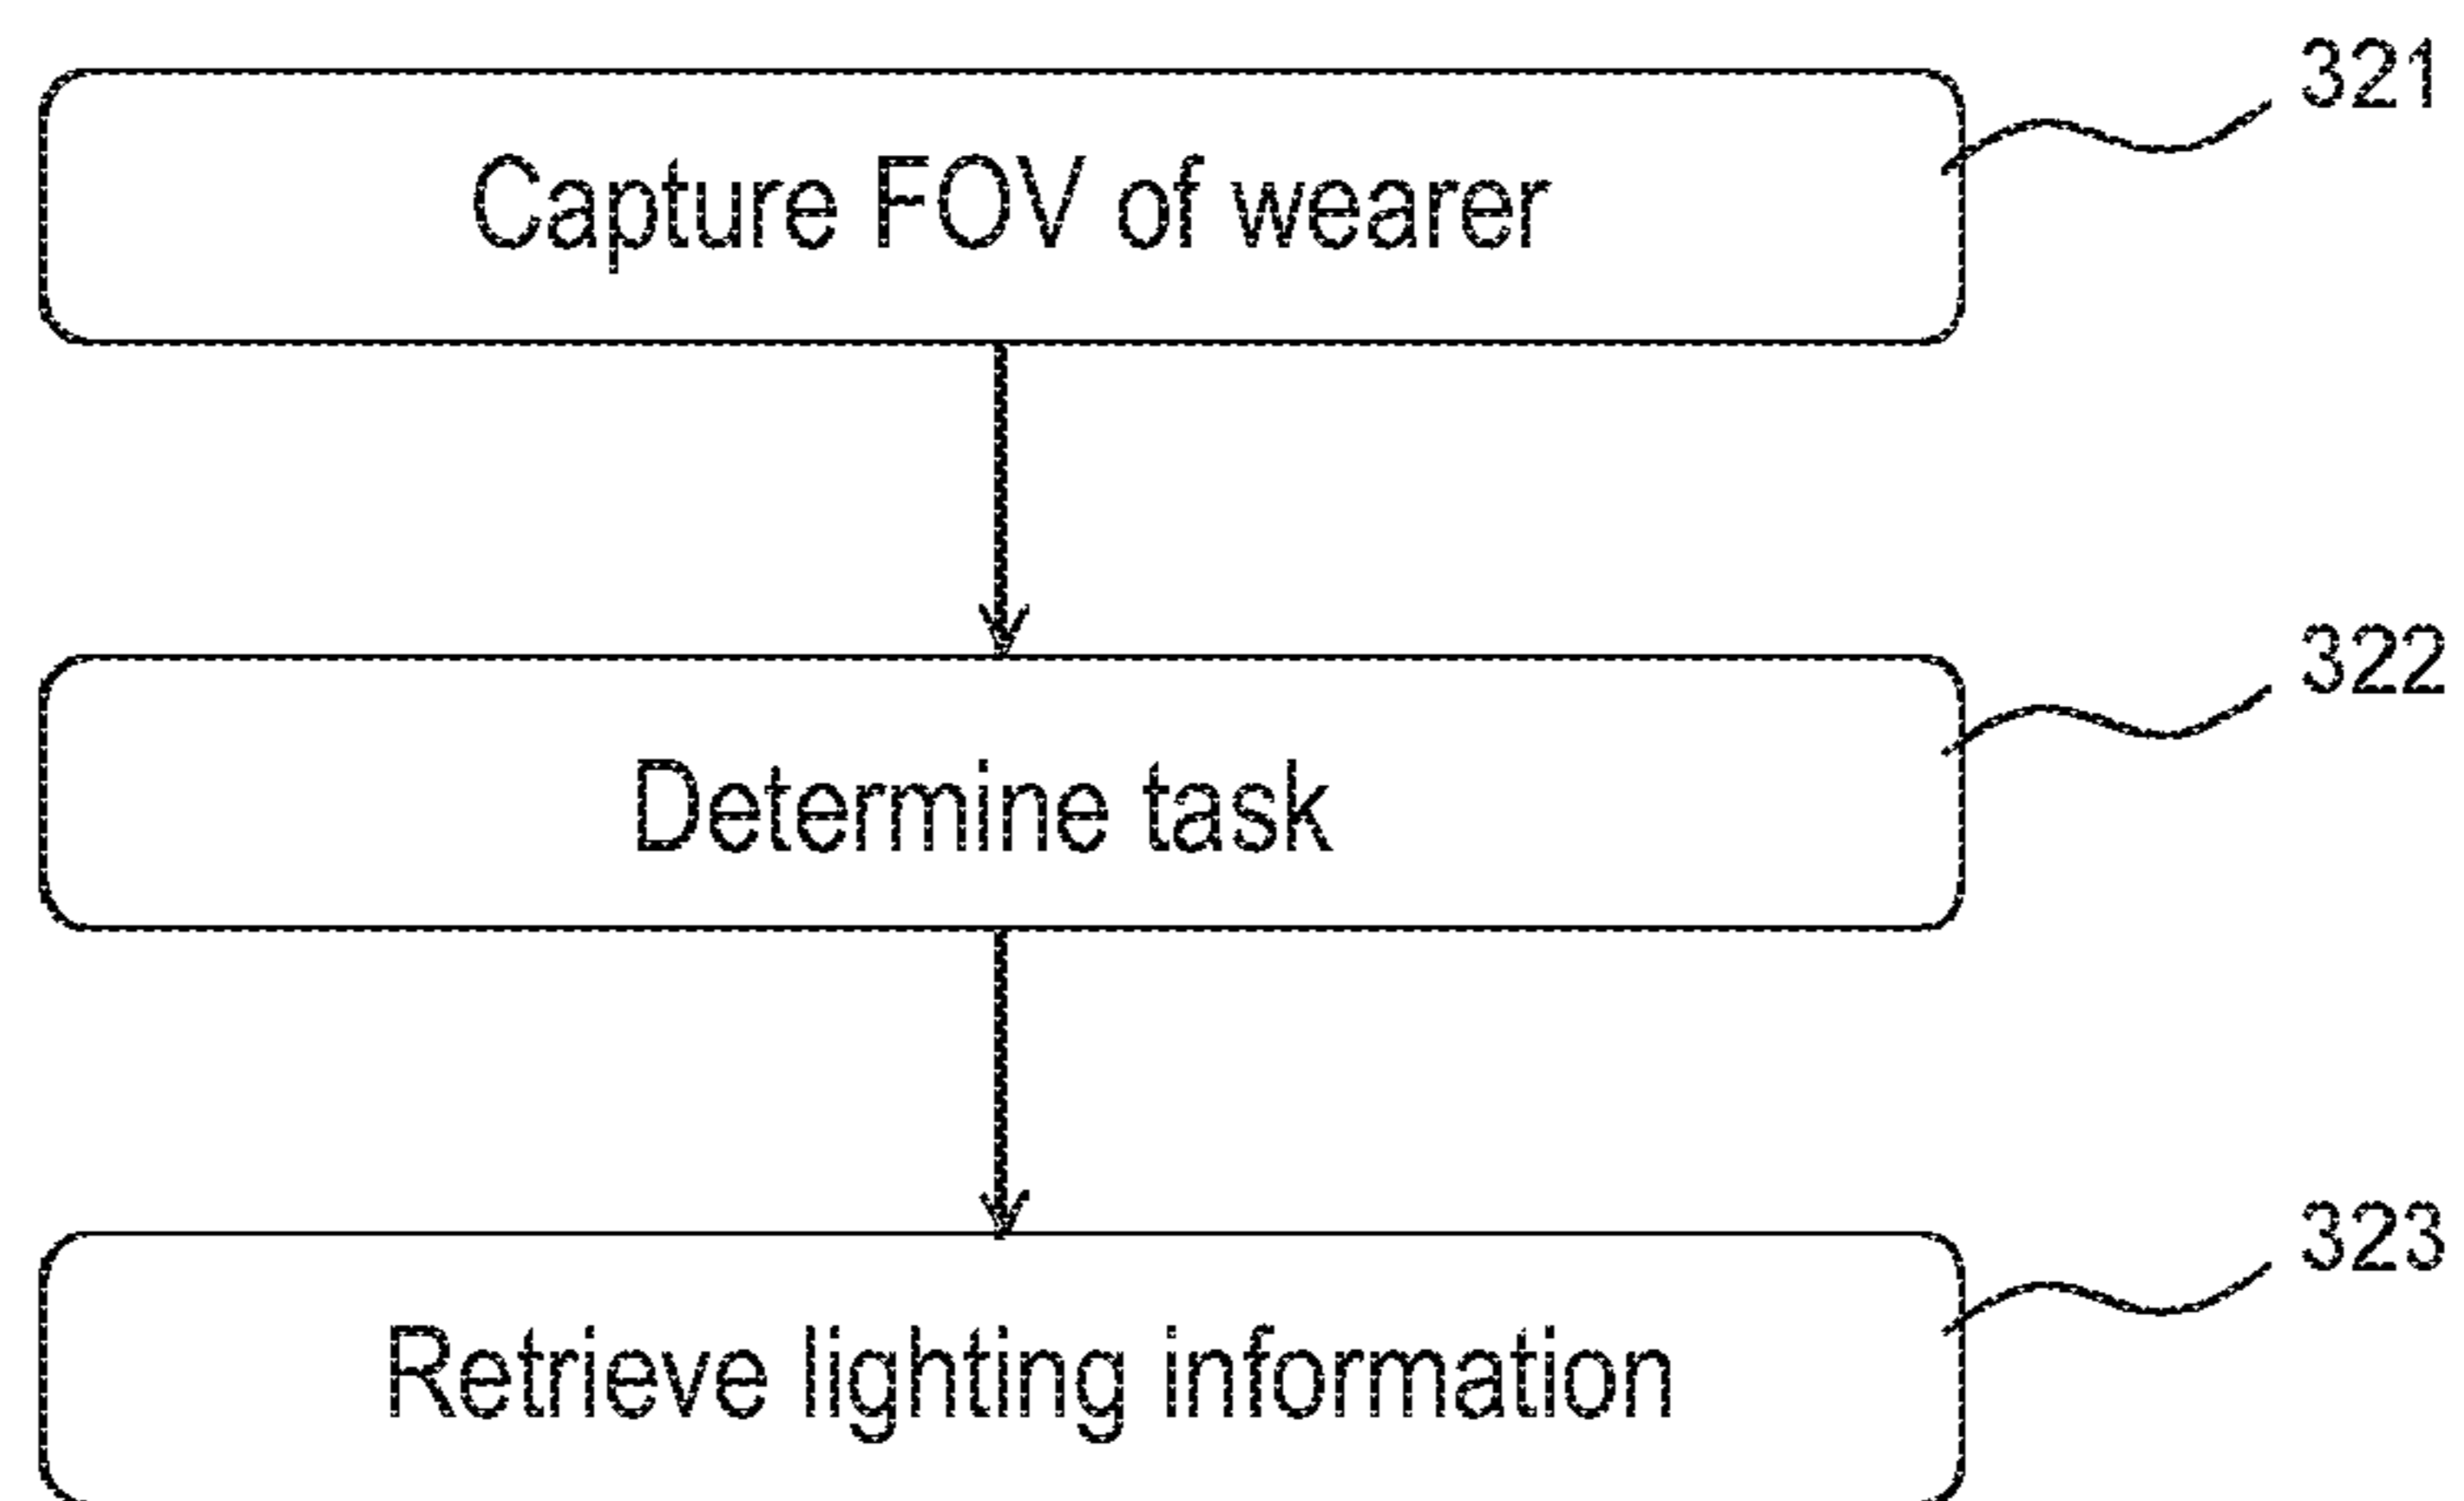 321
Capture FOV of wearer
322
Determine task
323
Retrieve lighting information